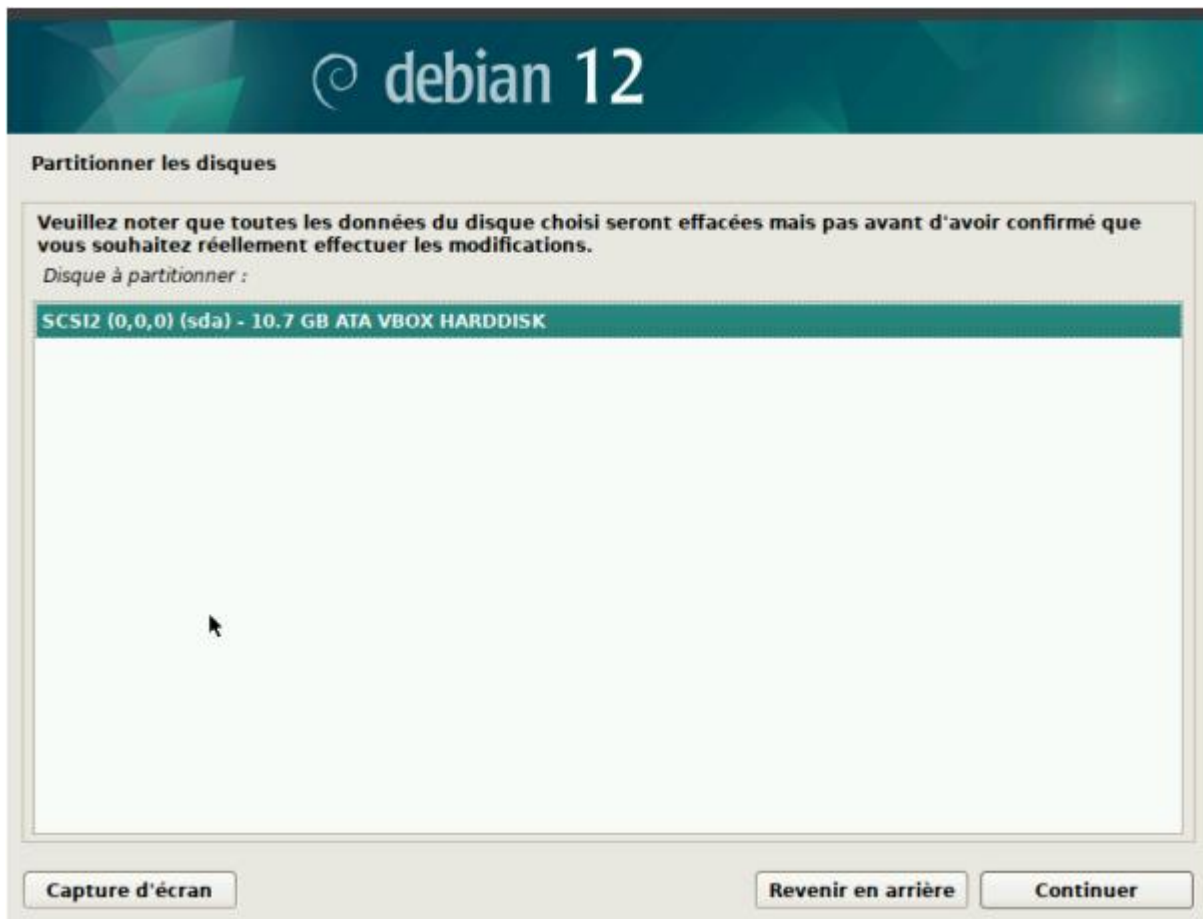 debian 12
Partitionner les disques
Veuillez noter que toutes les données du disque choisi seront effacées mais pas avant d'avoir confirmé que
vous souhaitez réellement effectuer les modifications.
Disque à partitionner :
SCSI2 (0,0,0) (sda) - 10.7 GB ATA VBOX HARDDISK
Capture d'écran
Revenir en arrière
Continuer